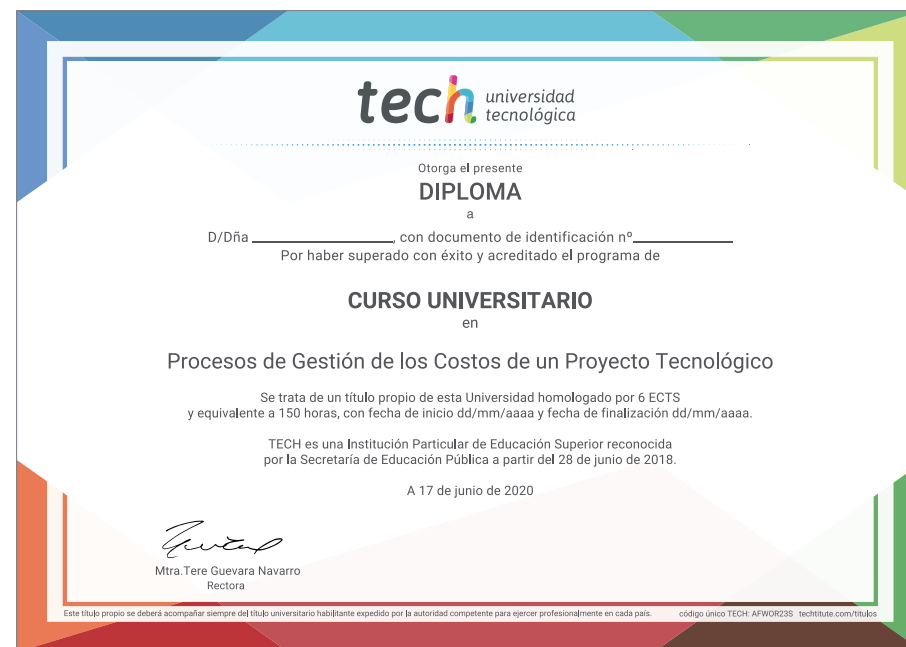 tech universidad
tecnológica
Otorga el presente
DIPLOMA
a
D/Dña ____________________, con documento de identificación nº______________
Por haber superado con éxito y acreditado el programa de
CURSO UNIVERSITARIO
en
Procesos de Gestión de los Costos de un Proyecto Tecnológico
Se trata de un título propio de esta Universidad homologado por 6 ECTS
y equivalente a 150 horas, con fecha de inicio dd/mm/aaaa y fecha de finalización dd/mm/aaaa.
TECH es una Institución Particular de Educación Superior reconocida
por la Secretaría de Educación Pública a partir del 28 de junio de 2018.
A 17 de junio de 2020
Mtra.Tere Guevara Navarro
Rectora
Este título propio se deberá acompañar siempre del título universitario habilitante expedido por la autoridad competente para ejercer profesionalmente en cada país. código único TECH: AFWOR23S techtitute.com/titulos